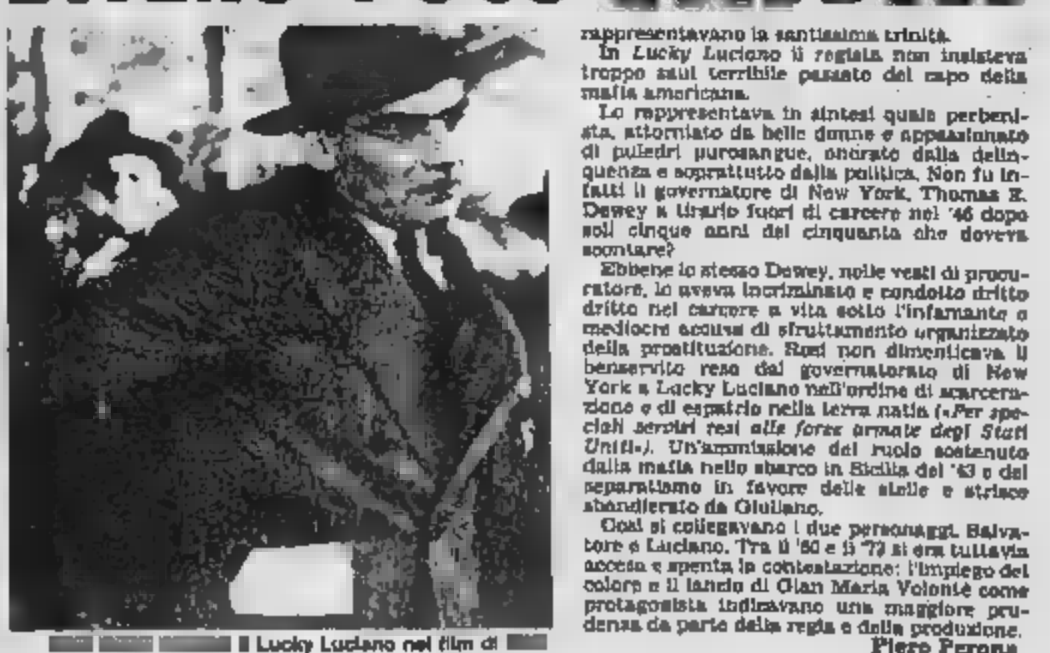 rappresentavano la santissima trinità.
In Lucky Luciano il regista non insisteva
troppo sul terribile passato del capo della
mafia americana.
Lo rappresentava in sintesi quale perbeni-
sta, attorniato da belle donne e appassionato
di puledri purosangue, onorato dalla delin-
quenza e soprattutto dalla politica. Non fu in-
fatti il governatore di New York, Thomas E.
Dewey a tirarlo fuori di carcere nel '46 dopo
soli cinque anni dei cinquanta che doveva
scontare?
Ebbene lo stesso Dewey, nelle vesti di procu-
ratore, lo aveva incriminato e condotto dritto
dritto nel carcere a vita sotto l'infamante e
mediocre accusa di sfruttamento organizzato
della prostituzione. Rosi non dimenticava il
benservito reso dal governatorato di New
York a Lucky Luciano nell'ordine di scarcera-
zione e di espatrio nella terra natia («Per spe-
ciali servizi resi alle forze armate degli Stati
Uniti»). Un'ammissione del ruolo sostenuto
dalla mafia nello sbarco in Sicilia del '43 e del
separatismo in favore delle stelle e strisce
sbandierato da Giuliano.
Così si collegavano i due personaggi, Salva-
tore e Luciano. Tra il '60 e il '73 si era tuttavia
accesa e spenta la contestazione: l'impiego del
colore e il lancio di Gian Maria Volonté come
protagonista indicavano una maggiore pru-
denza da parte della regia e della produzione.
Piero Perona
Lucky Luciano nel film di